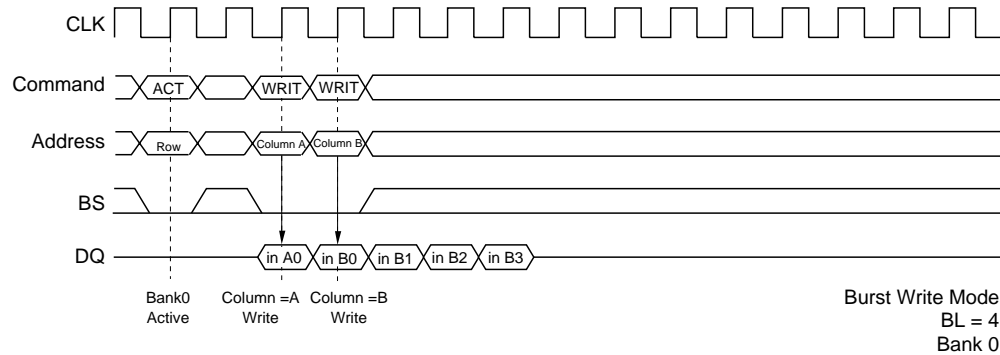 CLK
Command ACT WRIT WRIT
Address Row Column A Column B
BS
DQ in A0 in B0 in B1 in B2 in B3
Bank0 Column =A Column =B
Active Write Write
Burst Write Mode
BL = 4
Bank 0